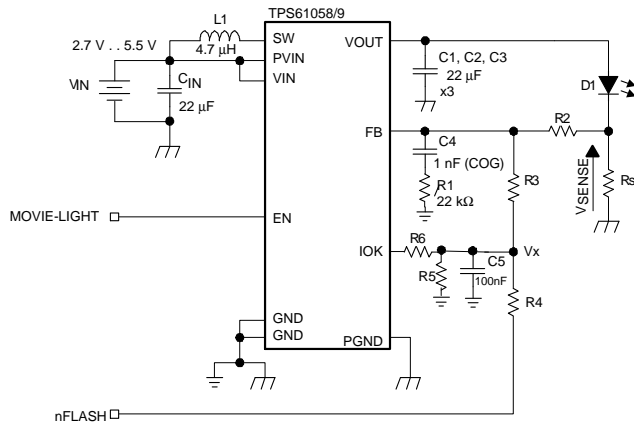 TPS61058/9
L1
4.7 µH
2.7 V . . 5.5 V
SW
PVIN
VIN
VOUT
C1, C2, C3
22 µF
x3
D1
VIN
CIN
22 µF
FB
R2
C4
1 nF (COG)
R1
22 kΩ
R3
VSENSE
Rs
MOVIE-LIGHT
EN
IOK
R6
R5
C5
100nF
Vx
R4
GND
GND
PGND
nFLASH